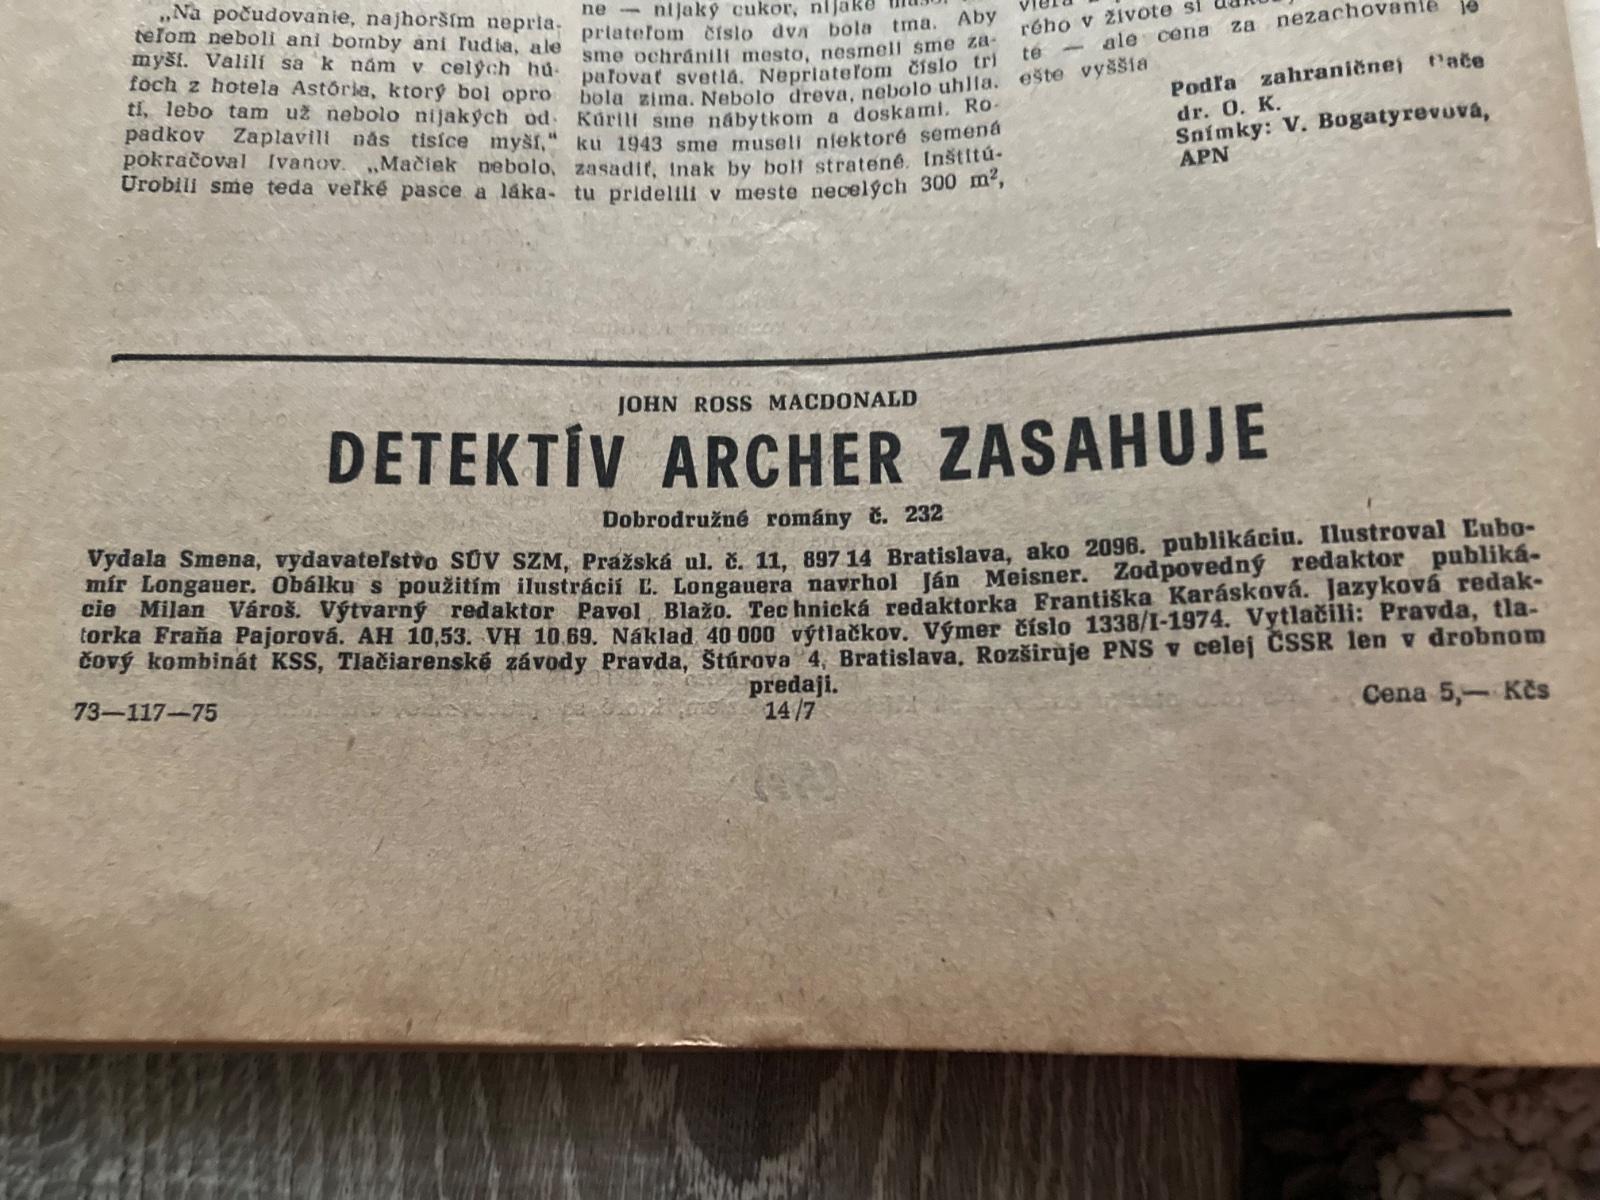 „Na počudovanie, najhorším nepria-
teľom neboli ani bomby ani ľudia, ale
myší. Valili sa k nám v celých hú-
foch z hotela Astória, ktorý bol opro
ti, lebo tam už nebolo nijakých od-
padkov Zaplavili nás tisíce myší,“
pokračoval Ivanov. „Mačiek nebolo,
Urobili sme teda veľké pasce a láka-
ne — nijaký cukor, nijaké
priateľom číslo dva bola tma. Aby
sme ochránili mesto, nesmeli sme za-
paľovať svetlá. Nepriateľom číslo tri
bola zima. Nebolo dreva, nebolo uhlia.
Kúrili sme nábytkom a doskami. Ro-
ku 1943 sme museli niektoré semená
zasadiť, inak by boli stratené. Inštitú-
tu pridelili v meste necelých 300 m²,
rého v živote si
té — ale cena za nezachovanie je
ešte vyššia
Podľa zahraničnej tlače
dr. O. K.
Snímky: V. Bogatyrevová,
APN
JOHN ROSS MACDONALD
DETEKTÍV ARCHER ZASAHUJE
Dobrodružné romány č. 232
Vydala Smena, vydavateľstvo SÚV SZM, Pražská ul. č. 11, 897 14 Bratislava, ako 2096. publikáciu. Ilustroval Ľubo-
mír Longauer. Obálku s použitím ilustrácií Ľ. Longauera navrhol Ján Meisner. Zodpovedný redaktor publiká-
cie Milan Vároš. Výtvarný redaktor Pavol Blažo. Technická redaktorka Františka Karásková. Jazyková redak-
torka Fraňa Pajorová. AH 10,53. VH 10.69. Náklad 40 000 výtlačkov. Výmer číslo 1338/I-1974. Vytlačili: Pravda, tla-
čový kombinát KSS, Tlačiarenské závody Pravda, Štúrova 4, Bratislava. Rozširuje PNS v celej ČSSR len v drobnom
predaji.
73—117—75
14/7
Cena 5,— Kčs